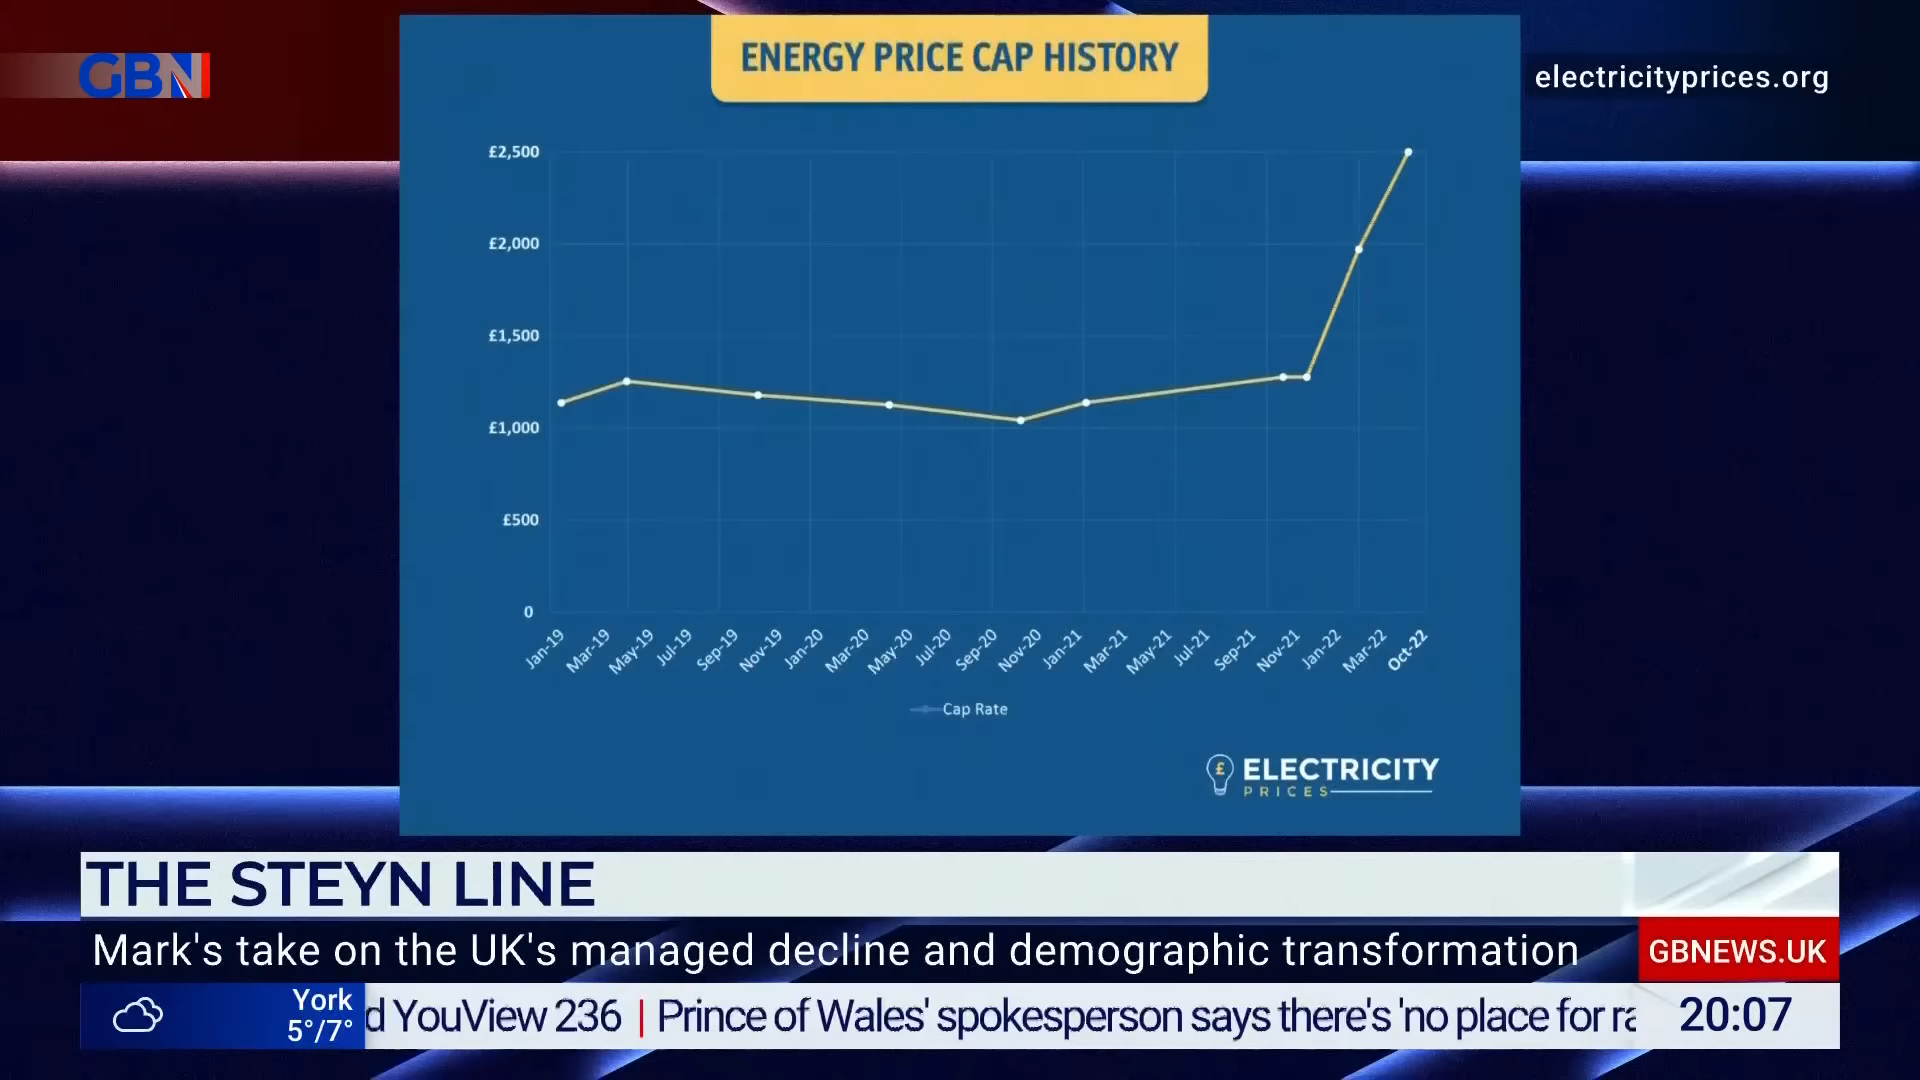 GBN
ENERGY PRICE CAP HISTORY
electricityprices.org
£2,500
£2,000
£1,500
£1,000
£500
0
Jan-19 Mar-19 May-19 Jul-19 Sep-19 Nov-19 Jan-20 Mar-20 May-20 Jul-20 Sep-20 Nov-20 Jan-21 Mar-21 May-21 Jul-21 Sep-21 Nov-21 Jan-22 Mar-22 Oct-22
Cap Rate
£ ELECTRICITY
PRICES
THE STEYN LINE
Mark's take on the UK's managed decline and demographic transformation
GBNEWS.UK
York
5°/7°
d YouView 236 | Prince of Wales' spokesperson says there's 'no place for ra
20:07